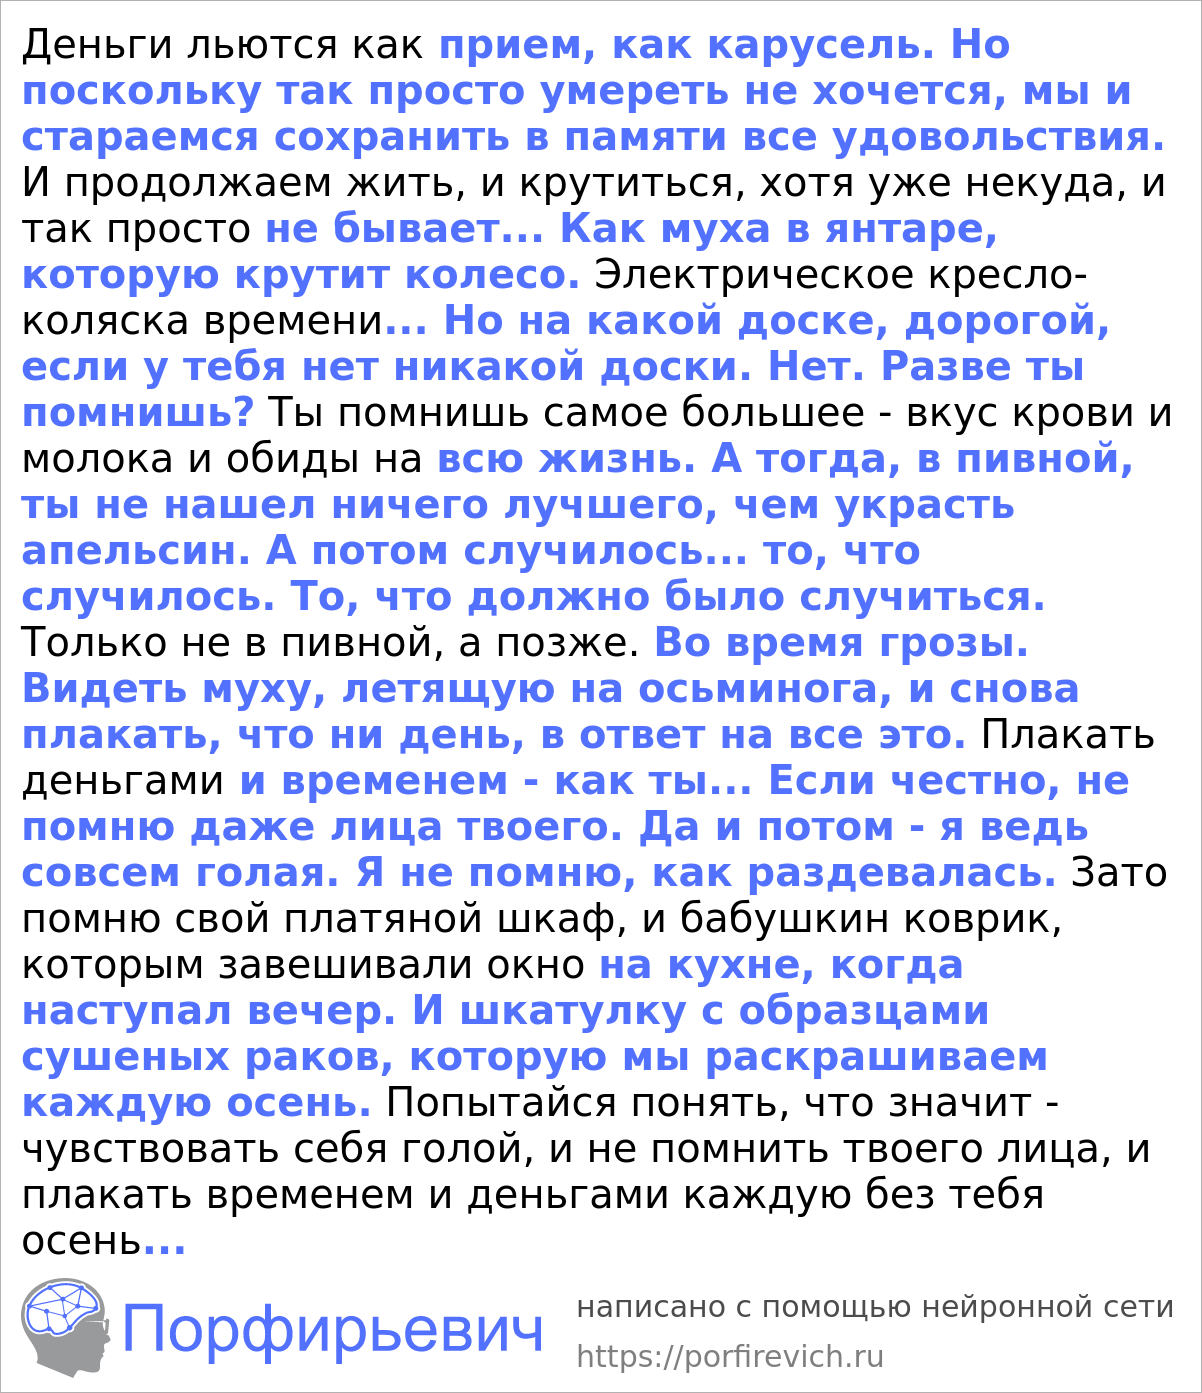 Деньги льются как прием, как карусель. Но
поскольку так просто умереть не хочется, мы и
стараемся сохранить в памяти все удовольствия.
И продолжаем жить, и крутиться, хотя уже некуда, и
так просто не бывает... Как муха в янтаре,
которую крутит колесо. Электрическое кресло-
коляска времени... Но на какой доске, дорогой,
если у тебя нет никакой доски. Нет. Разве ты
помнишь? Ты помнишь самое большее - вкус крови и
молока и обиды на всю жизнь. А тогда, в пивной,
ты не нашел ничего лучшего, чем украсть
апельсин. А потом случилось... то, что
случилось. То, что должно было случиться.
Только не в пивной, а позже. Во время грозы.
Видеть муху, летящую на осьминога, и снова
плакать, что ни день, в ответ на все это. Плакать
деньгами и временем - как ты... Если честно, не
помню даже лица твоего. Да и потом - я ведь
совсем голая. Я не помню, как раздевалась. Зато
помню свой платяной шкаф, и бабушкин коврик,
которым завешивали окно на кухне, когда
наступал вечер. И шкатулку с образцами
сушеных раков, которую мы раскрашиваем
каждую осень. Попытайся понять, что значит -
чувствовать себя голой, и не помнить твоего лица, и
плакать временем и деньгами каждую без тебя
осень...
Порфирьевич
написано с помощью нейронной сети
https://porfirevich.ru